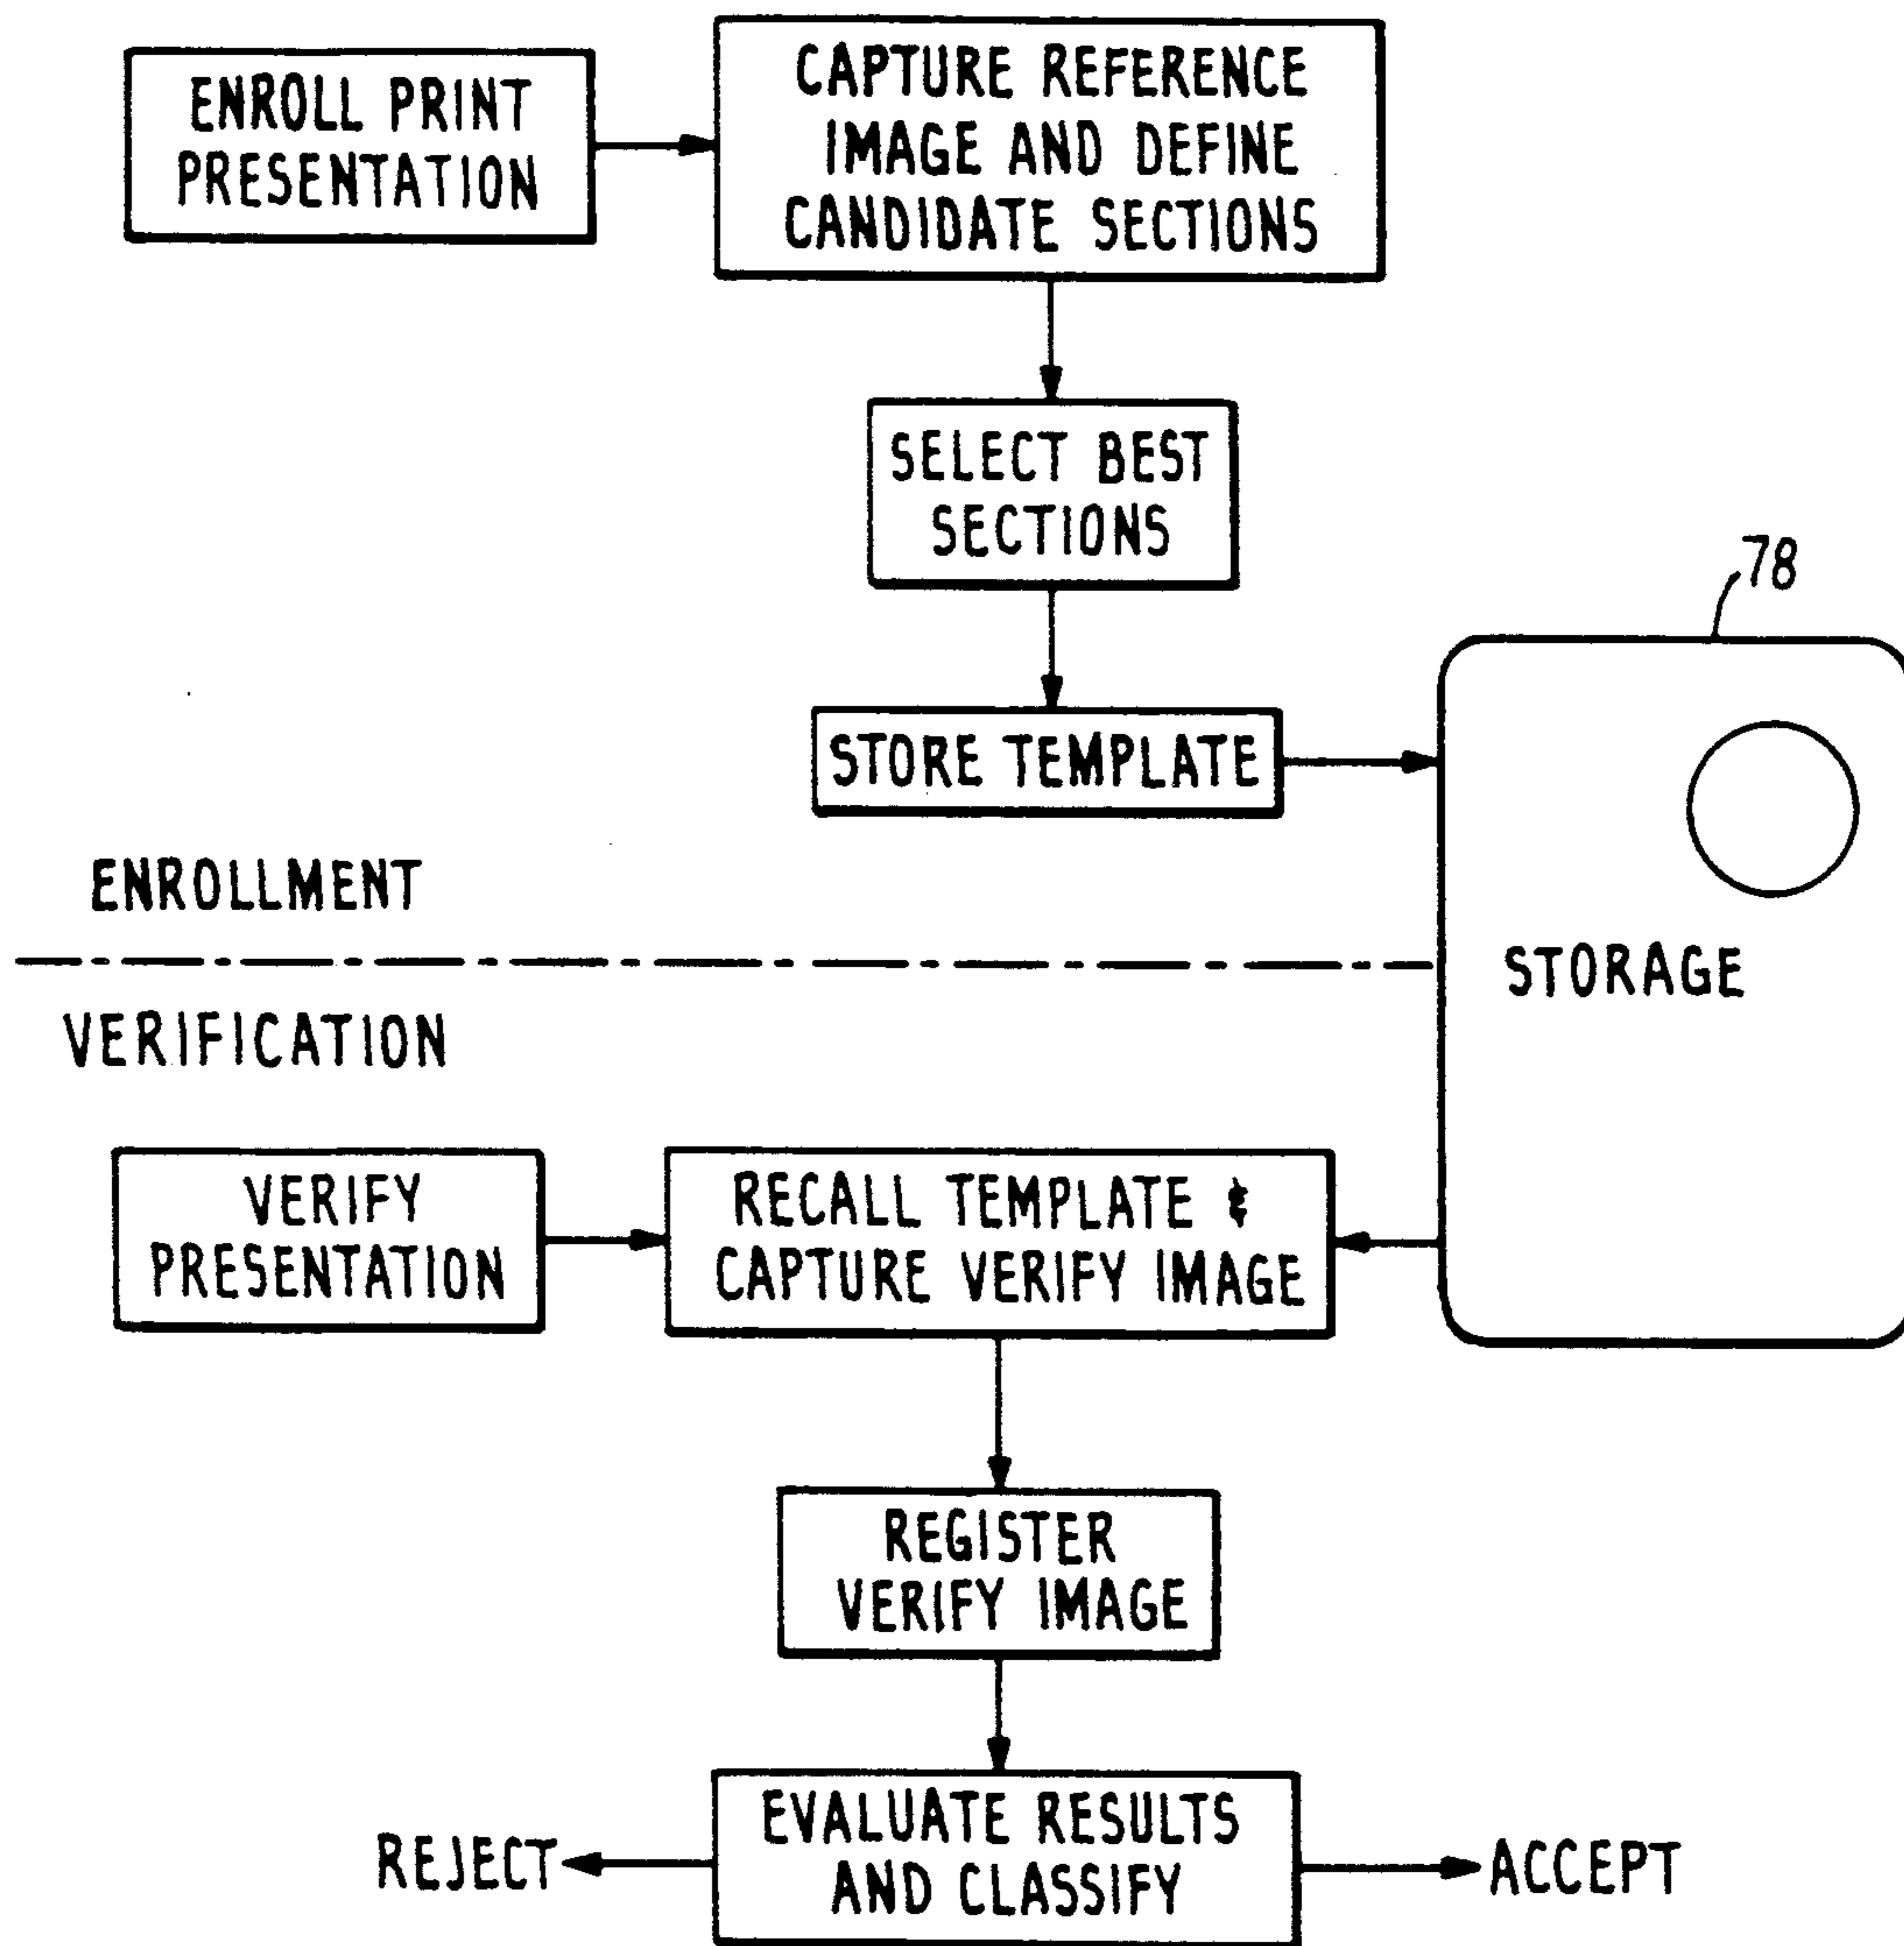 ENROLL PRINT
PRESENTATION
CAPTURE REFERENCE
IMAGE AND DEFINE
CANDIDATE SECTIONS
SELECT BEST
SECTIONS
78
STORE TEMPLATE
ENROLLMENT
STORAGE
VERIFICATION
VERIFY
PRESENTATION
RECALL TEMPLATE &
CAPTURE VERIFY IMAGE
REGISTER
VERIFY IMAGE
EVALUATE RESULTS
AND CLASSIFY
REJECT
ACCEPT